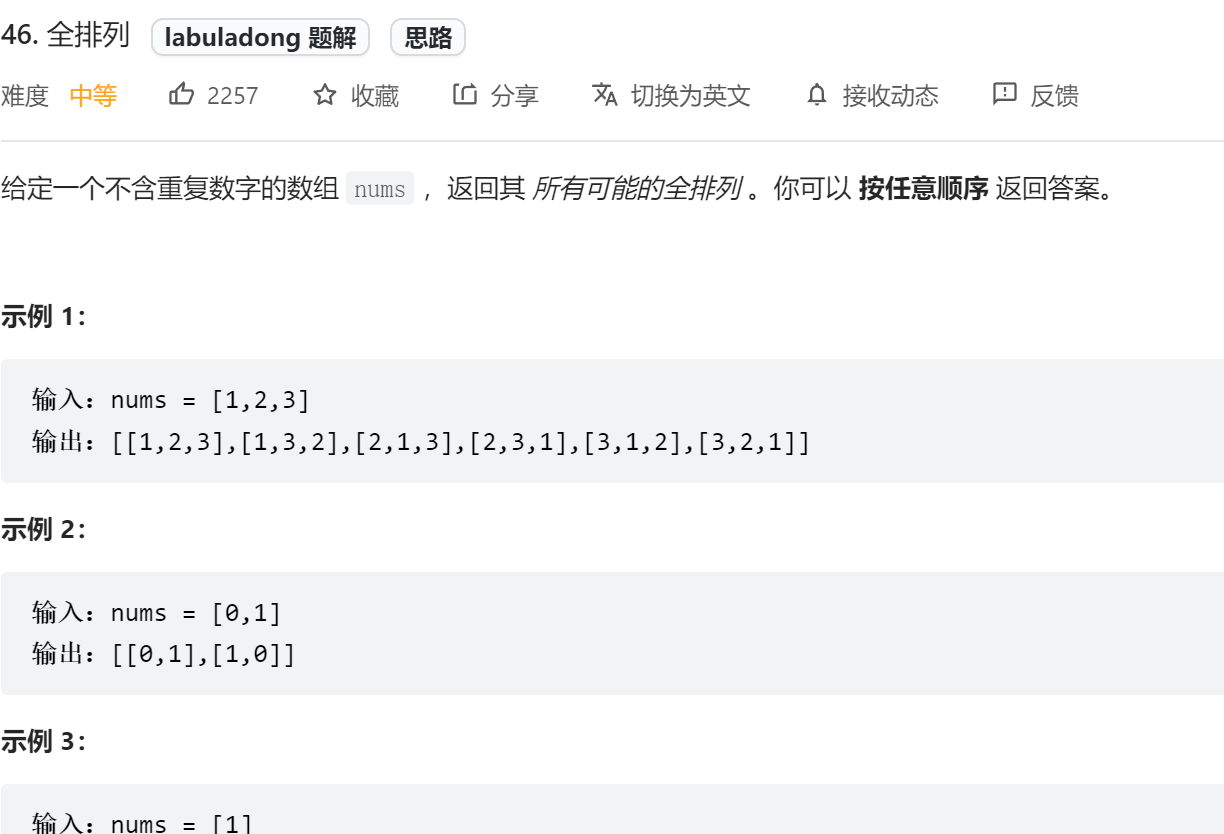 46. 全排列 labuladong 题解 思路
难度 中等 2257 收藏 分享 切换为英文 接收动态 反馈
给定一个不含重复数字的数组 nums ，返回其 所有可能的全排列 。你可以 按任意顺序 返回答案。
示例 1：
输入：nums = [1,2,3]
输出：[[1,2,3],[1,3,2],[2,1,3],[2,3,1],[3,1,2],[3,2,1]]
示例 2：
输入：nums = [0,1]
输出：[[0,1],[1,0]]
示例 3：
输入：nums = [1]